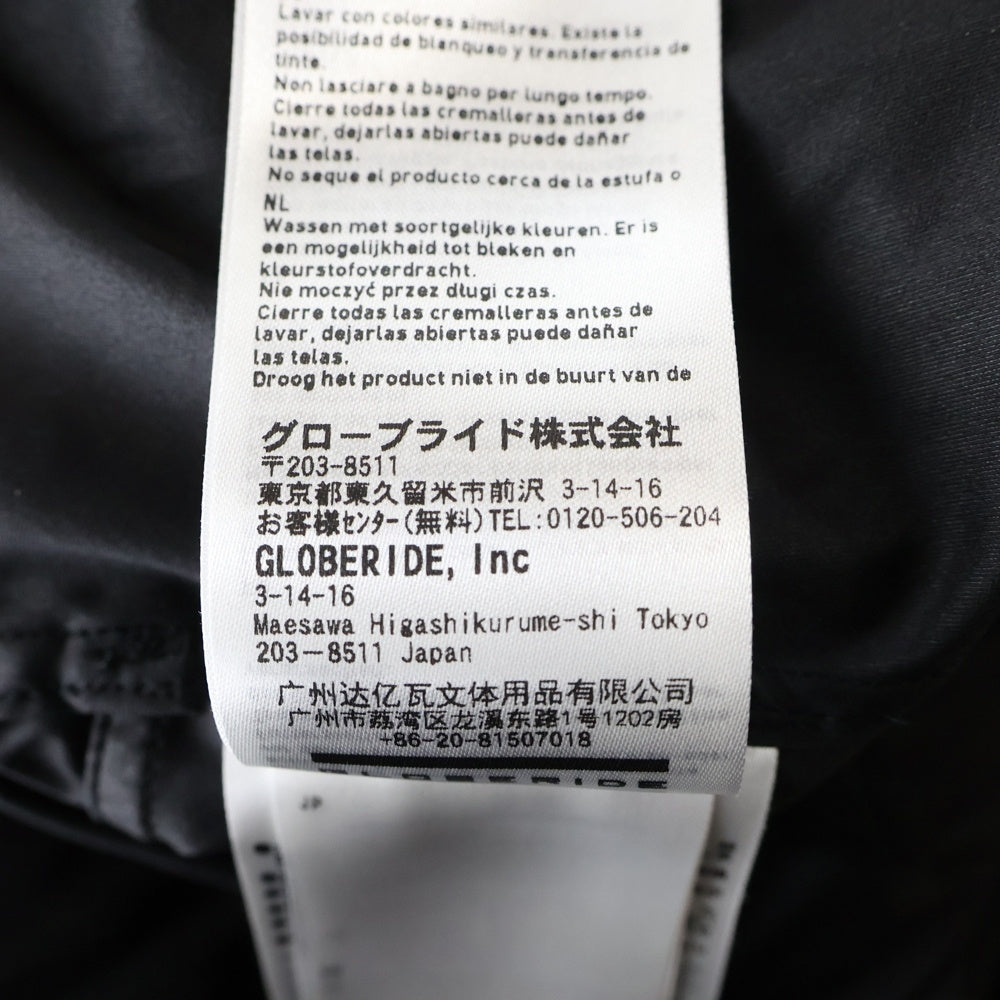 Lavar con colores similares. Existe la
posibilidad de blanqueo y transferencia de
tinte.
Non lasciare a bagno per lungo tempo.
Cierre todas las cremalleras antes de
lavar, dejarlas abiertas puede dañar
las telas.
No seque el producto cerca de la estufa o
NL
Wassen met soortgelijke kleuren. Er is
een mogelijkheid tot bleken en
kleurstofoverdracht.
Nie moczyć przez długi czas.
Cierre todas las cremalleras antes de
lavar, dejarlas abiertas puede dañar
las telas.
Droog het product niet in de buurt van de
グローブライド株式会社
〒203-8511
東京都東久留米市前沢 3-14-16
お客様ｾﾝﾀｰ(無料)TEL:0120-506-204
GLOBERIDE, Inc
3-14-16
Maesawa Higashikurume-shi Tokyo
203-8511 Japan
广州达亿瓦文体用品有限公司
广州市荔湾区龙溪东路1号1202房
+86-20-81507018
GLOBERIDE
JP